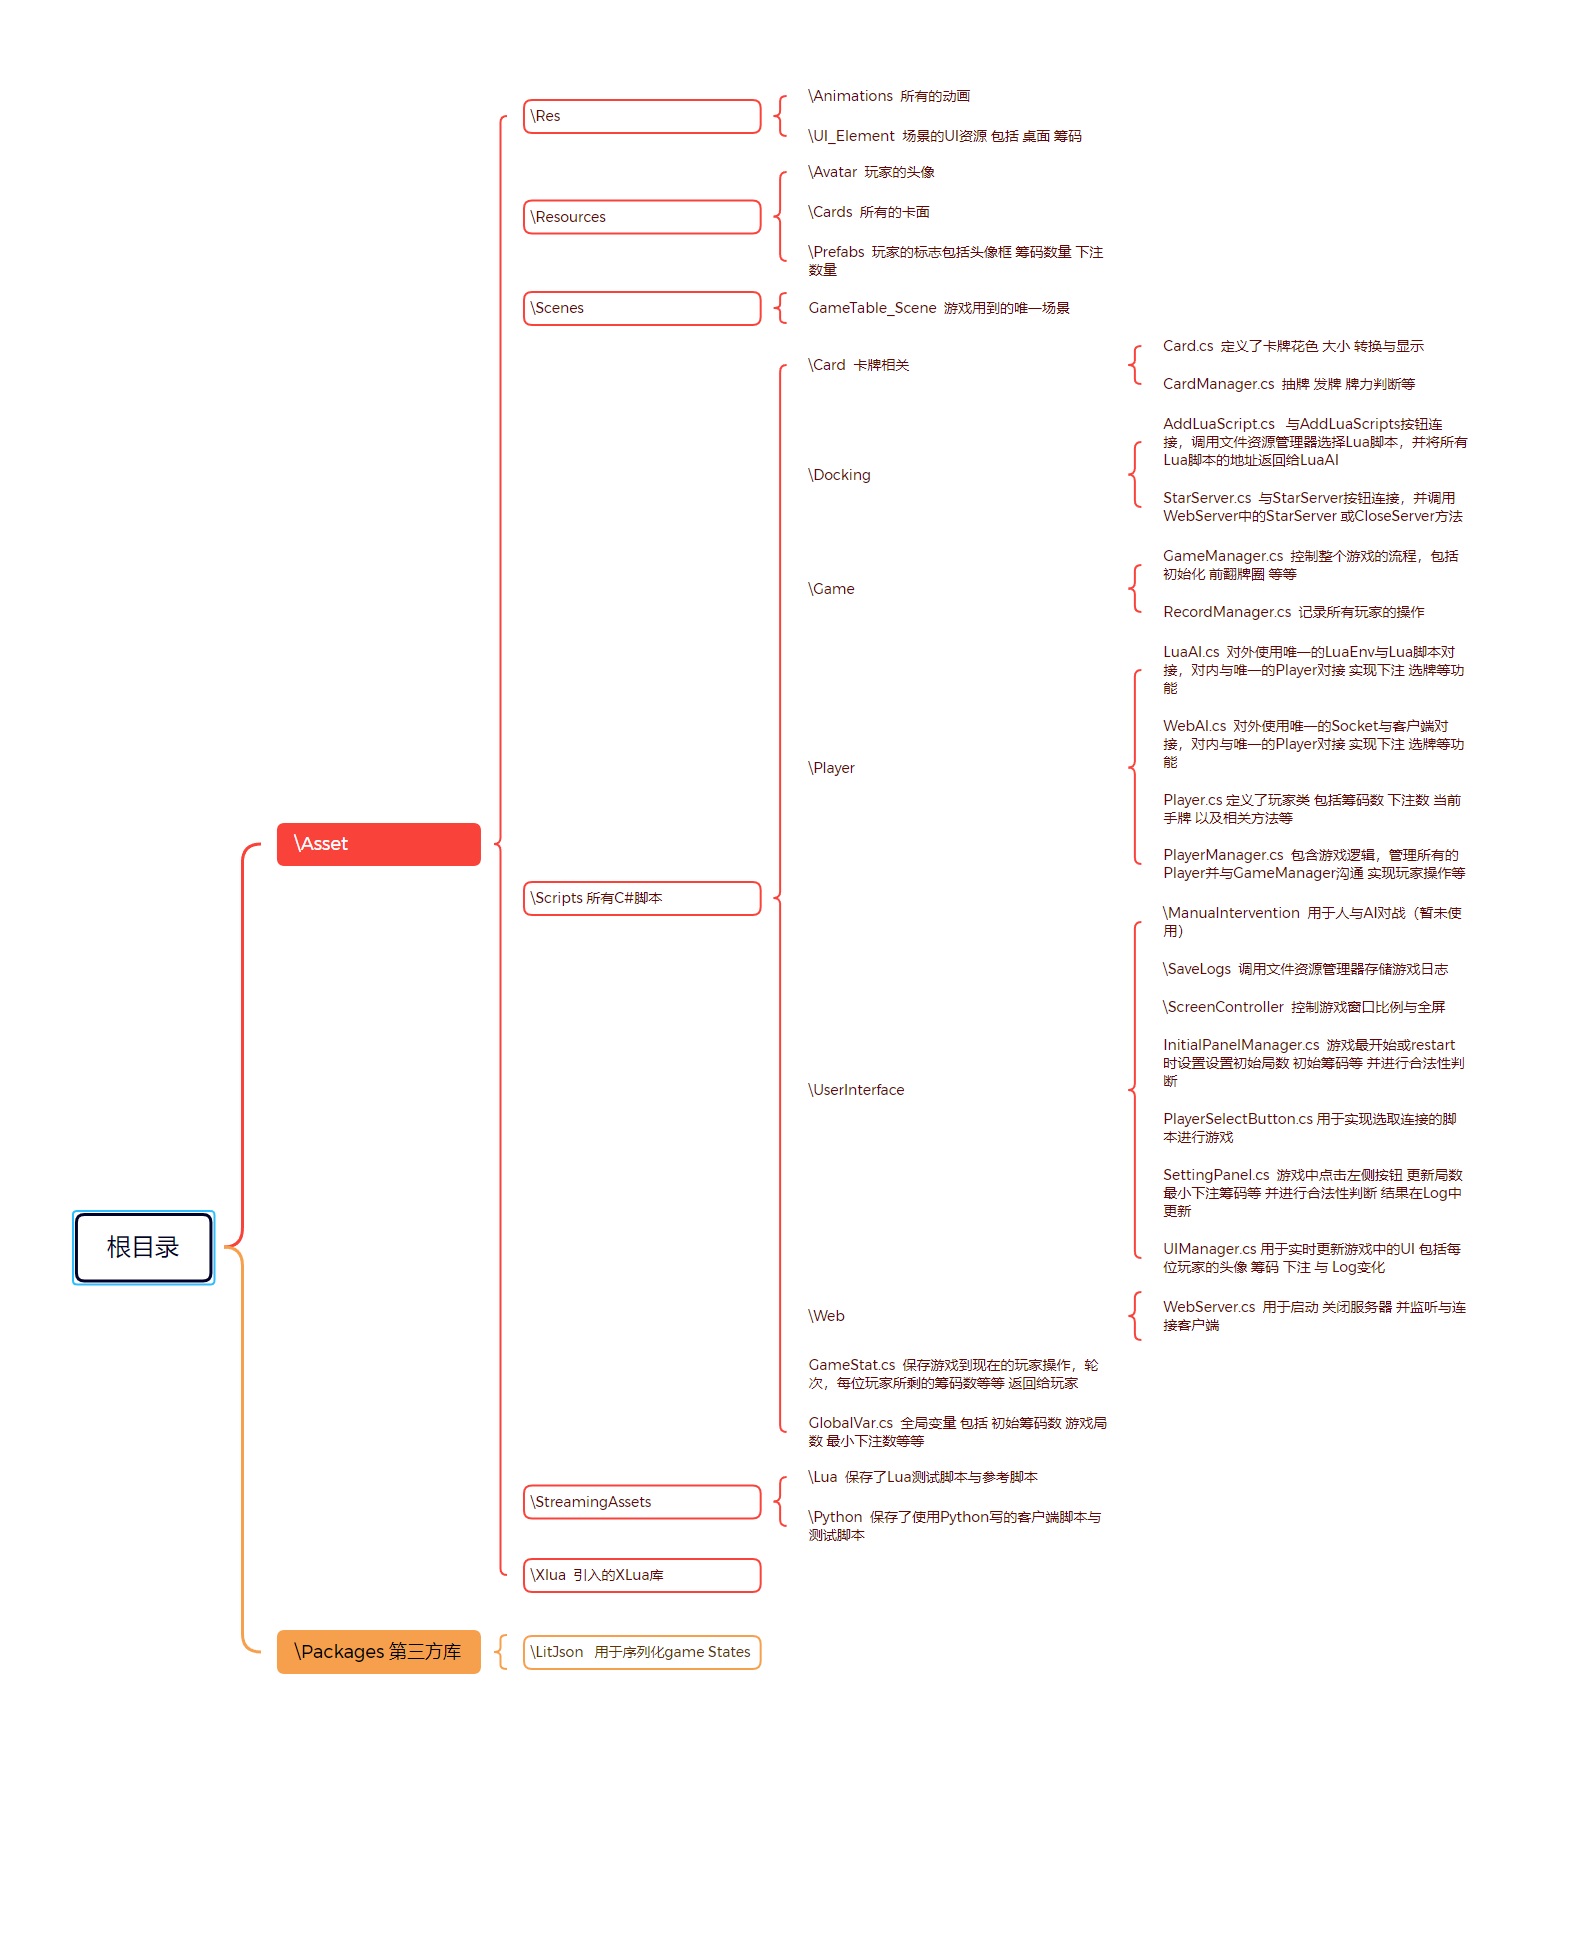 根目录
\Asset
\Res
\Animations 所有的动画
\UI_Element 场景的UI资源 包括 桌面 筹码
\Resources
\Avatar 玩家的头像
\Cards 所有的卡面
\Prefabs 玩家的标志包括头像框 筹码数量 下注
数量
\Scenes
GameTable_Scene 游戏用到的唯一场景
\Scripts 所有C#脚本
\Card 卡牌相关
Card.cs 定义了卡牌花色 大小 转换与显示
CardManager.cs 抽牌 发牌 牌力判断等
\Docking
AddLuaScript.cs 与AddLuaScripts按钮连
接，调用文件资源管理器选择Lua脚本，并将所有
Lua脚本的地址返回给LuaAI
StarServer.cs 与StarServer按钮连接，并调用
WebServer中的StarServer 或CloseServer方法
\Game
GameManager.cs 控制整个游戏的流程，包括
初始化 前翻牌圈 等等
RecordManager.cs 记录所有玩家的操作
\Player
LuaAI.cs 对外使用唯一的LuaEnv与Lua脚本对
接，对内与唯一的Player对接 实现下注 选牌等功
能
WebAI.cs 对外使用唯一的Socket与客户端对
接，对内与唯一的Player对接 实现下注 选牌等功
能
Player.cs 定义了玩家类 包括筹码数 下注数 当前
手牌 以及相关方法等
PlayerManager.cs 包含游戏逻辑，管理所有的
Player并与GameManager沟通 实现玩家操作等
\UserInterface
\ManuaIntervention 用于人与AI对战（暂未使
用）
\SaveLogs 调用文件资源管理器存储游戏日志
\ScreenController 控制游戏窗口比例与全屏
InitialPanelManager.cs 游戏最开始或restart
时设置设置初始局数 初始筹码等 并进行合法性判
断
PlayerSelectButton.cs 用于实现选取连接的脚
本进行游戏
SettingPanel.cs 游戏中点击左侧按钮 更新局数
最小下注筹码等 并进行合法性判断 结果在Log中
更新
UIManager.cs 用于实时更新游戏中的UI 包括每
位玩家的头像 筹码 下注 与 Log变化
\Web
WebServer.cs 用于启动 关闭服务器 并监听与连
接客户端
GameStat.cs 保存游戏到现在的玩家操作，轮
次，每位玩家所剩的筹码数等等 返回给玩家
GlobalVar.cs 全局变量 包括 初始筹码数 游戏局
数 最小下注数等等
\StreamingAssets
\Lua 保存了Lua测试脚本与参考脚本
\Python 保存了使用Python写的客户端脚本与
测试脚本
\Xlua 引入的XLua库
\Packages 第三方库
\LitJson 用于序列化game States